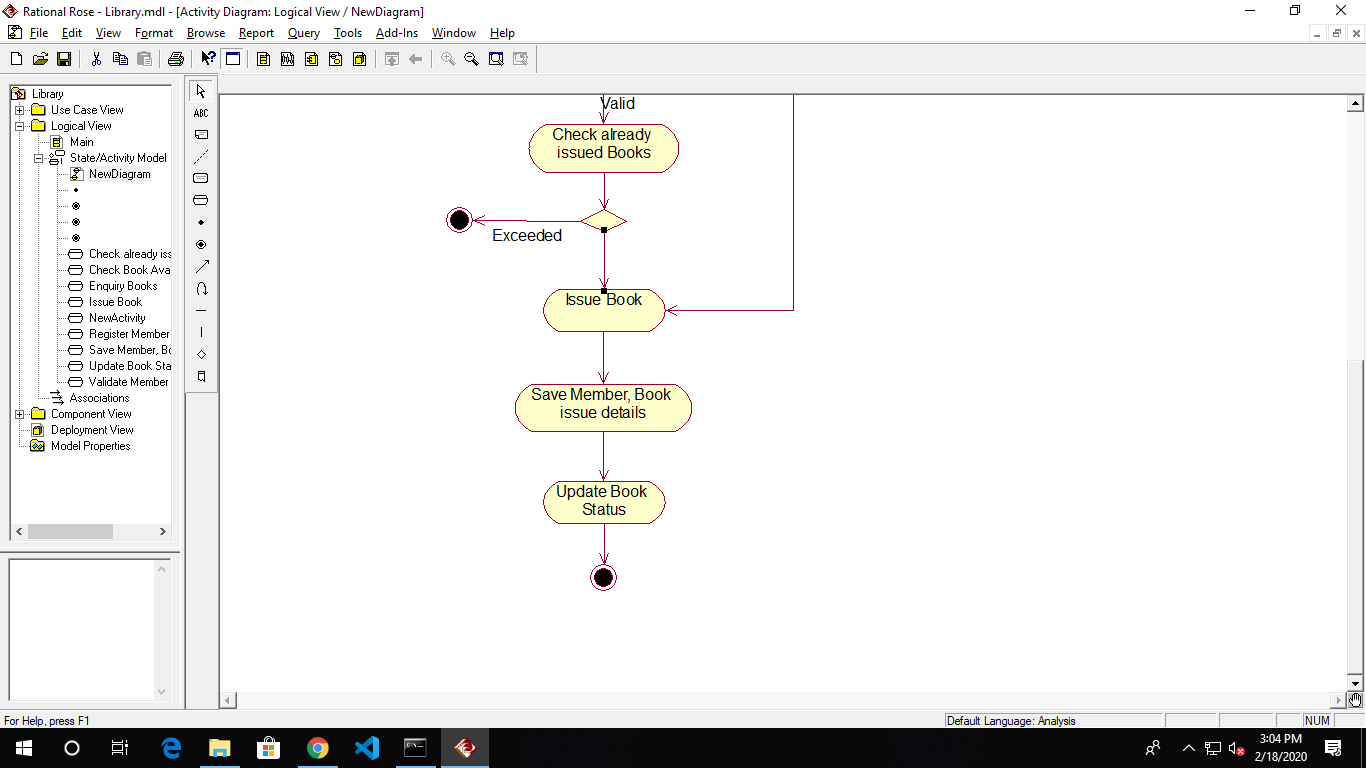 Rational Rose - Library.mdl - [Activity Diagram: Logical View / NewDiagram]
File Edit View Format Browse Report Query Tools Add-Ins Window Help
ABC
Library
Use Case View
Logical View
Main
State/Activity Model
NewDiagram
Check already iss
Check Book Ava
Enquiry Books
Issue Book
NewActivity
Register Member
Save Member, Bo
Update Book Sta
Validate Member
Associations
Component View
Deployment View
Model Properties
Valid
Check already
issued Books
Exceeded
Issue Book
Save Member, Book
issue details
Update Book
Status
For Help, press F1
Default Language: Analysis
NUM
3:04 PM
2/18/2020